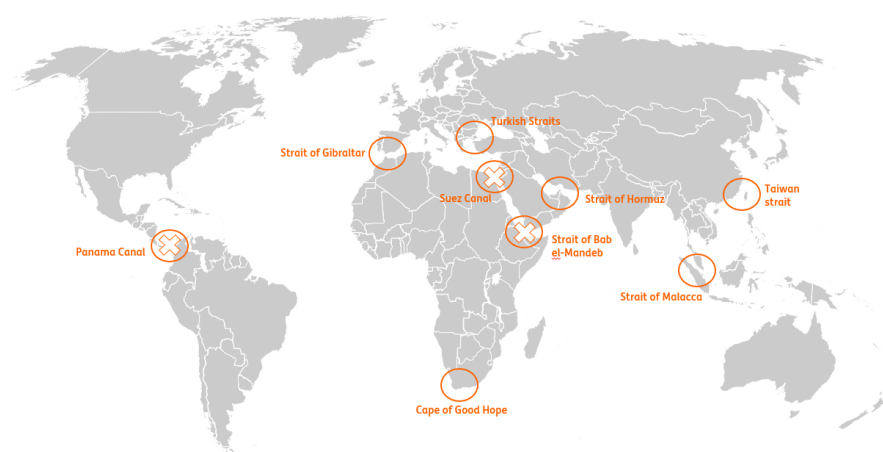 Turkish Straits
Strait of Gibraltar
Suez Canal
Strait of Hormuz
Taiwan
strait
Panama Canal
Strait of Bab
el-Mandeb
Strait of Malacca
Cape of Good Hope